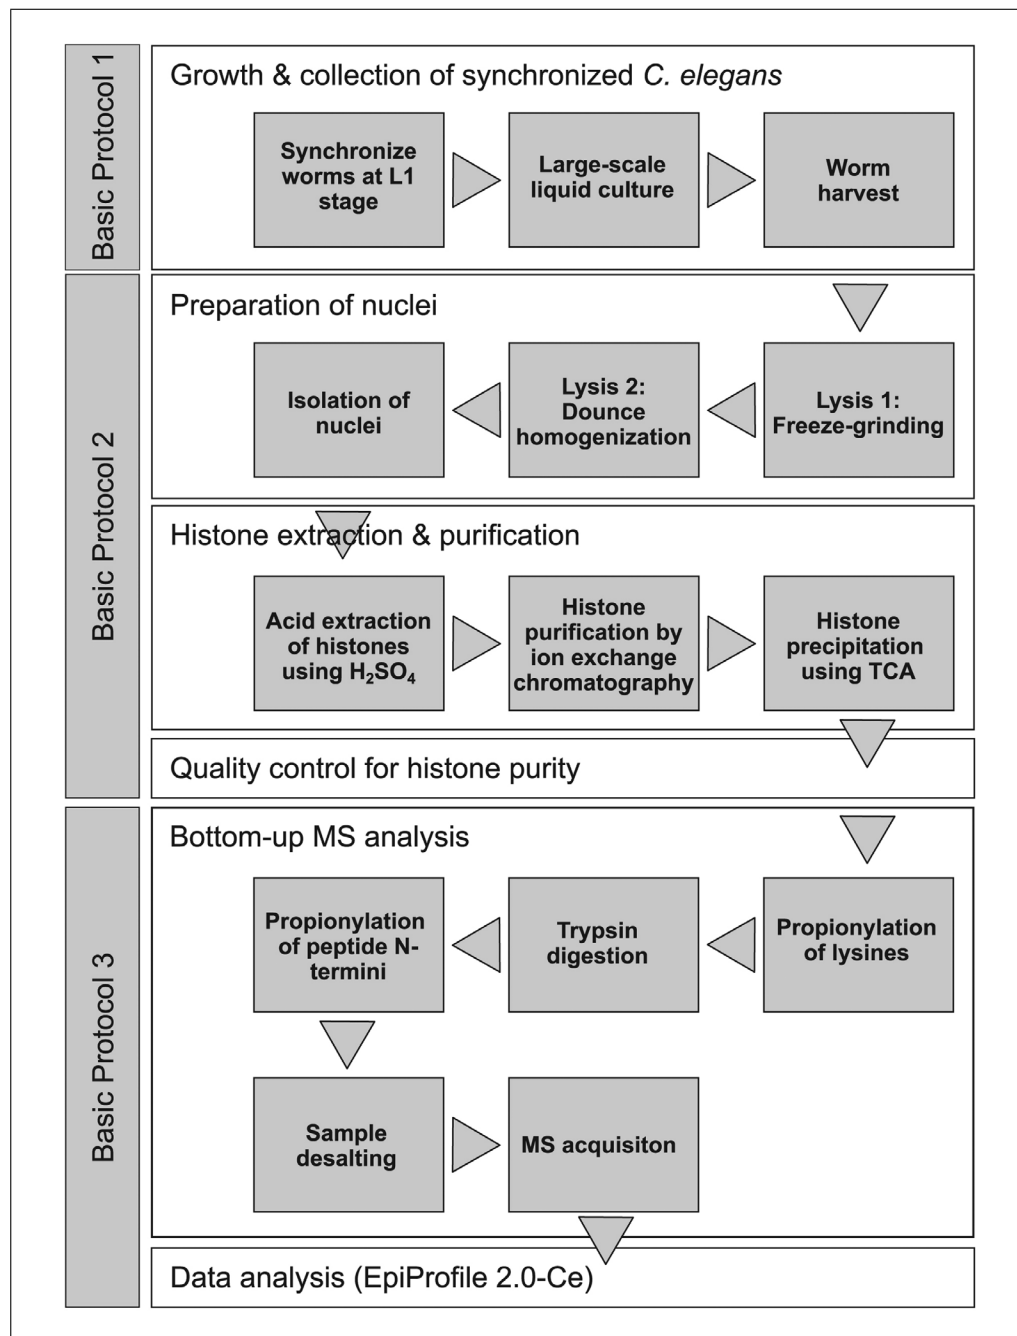 Basic Protocol 1
Growth & collection of synchronized C. elegans
Synchronize
worms at L1
stage
Large-scale
liquid culture
Worm
harvest
Basic Protocol 2
Preparation of nuclei
Lysis 1:
Freeze-grinding
Lysis 2:
Dounce
homogenization
Isolation of
nuclei
Histone extraction & purification
Acid extraction
of histones
using H₂SO₄
Histone
purification by
ion exchange
chromatography
Histone
precipitation
using TCA
Quality control for histone purity
Basic Protocol 3
Bottom-up MS analysis
Propionylation
of lysines
Trypsin
digestion
Propionylation
of peptide N-
termini
Sample
desalting
MS acquisiton
Data analysis (EpiProfile 2.0-Ce)